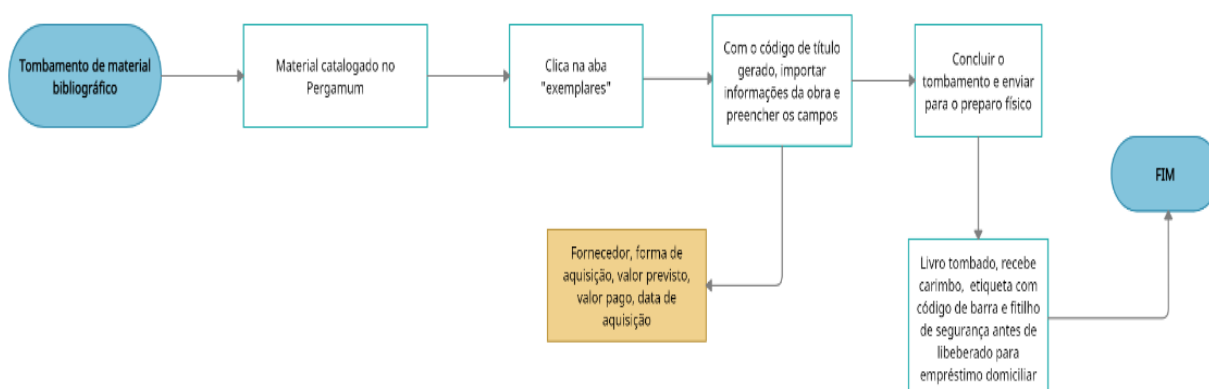 Tombamento de material
bibliográfico
Material catalogado no
Pergamum
Clica na aba
"exemplares"
Com o código de título
gerado, importar
informações da obra e
preencher os campos
Concluir o
tombamento e enviar
para o preparo físico
FIM
Fornecedor, forma de
aquisição, valor previsto,
valor pago, data de
aquisição
Livro tombado, recebe
carimbo, etiqueta com
código de barra e fitilho
de segurança antes de
libeberado para
empréstimo domiciliar